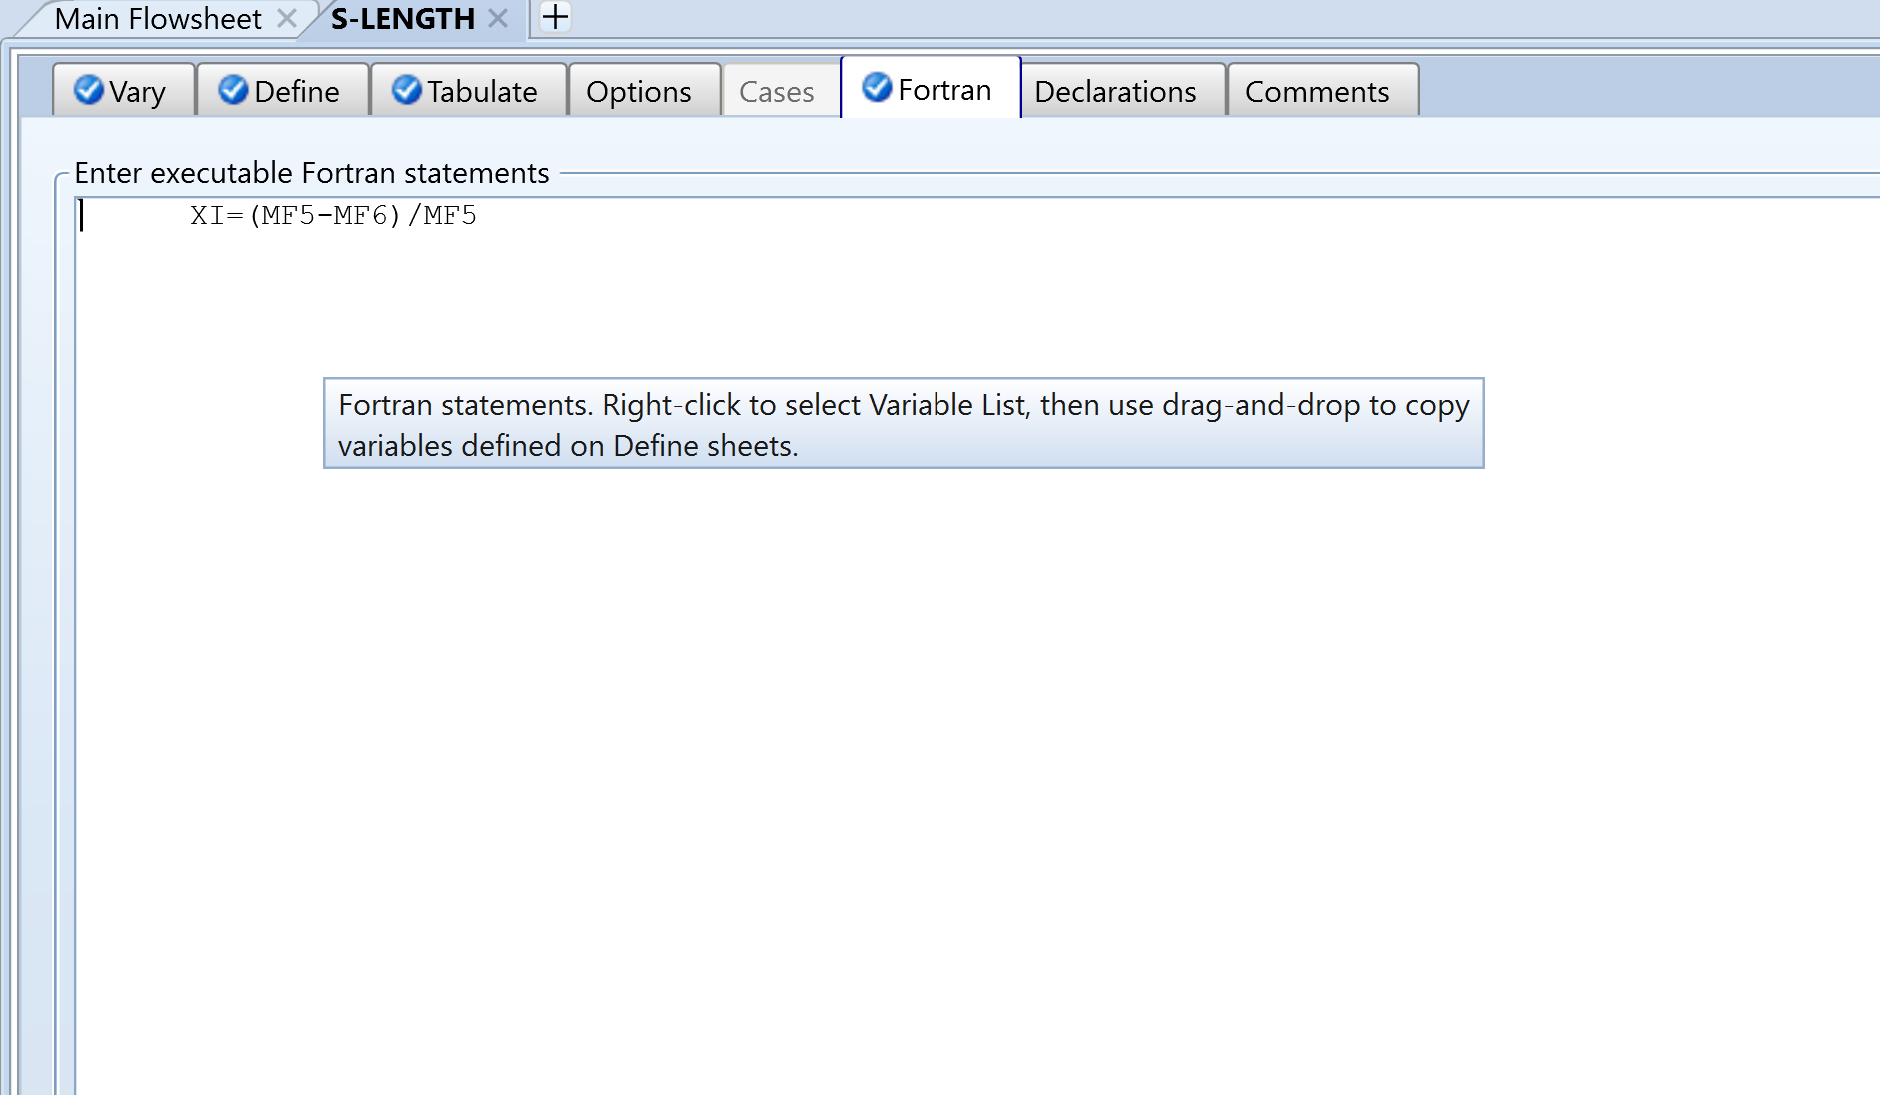 Main Flowsheet S-LENGTH
Vary Define Tabulate Options Cases Fortran Declarations Comments
Enter executable Fortran statements
XI=(MF5-MF6)/MF5
Fortran statements. Right-click to select Variable List, then use drag-and-drop to copy
variables defined on Define sheets.